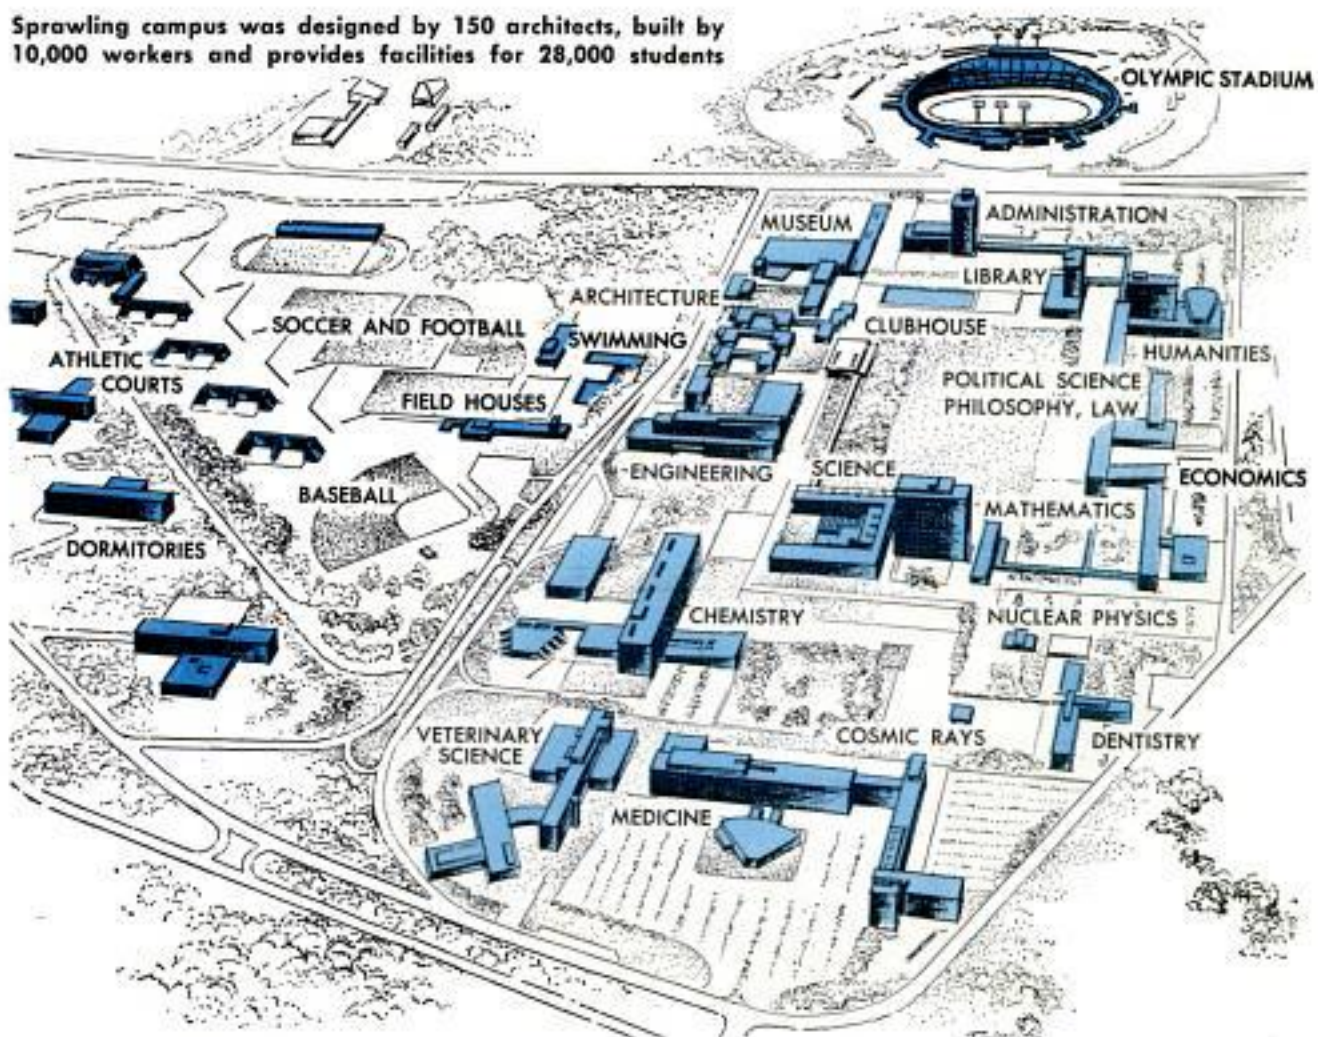 Sprawling campus was designed by 150 architects, built by
10,000 workers and provides facilities for 28,000 students
OLYMPIC STADIUM
MUSEUM
ADMINISTRATION
LIBRARY
ARCHITECTURE
CLUBHOUSE
SOCCER AND FOOTBALL
SWIMMING
HUMANITIES
ATHLETIC
COURTS
POLITICAL SCIENCE
PHILOSOPHY, LAW
FIELD HOUSES
ENGINEERING
SCIENCE
ECONOMICS
BASEBALL
MATHEMATICS
DORMITORIES
CHEMISTRY
NUCLEAR PHYSICS
VETERINARY
SCIENCE
COSMIC RAYS
DENTISTRY
MEDICINE